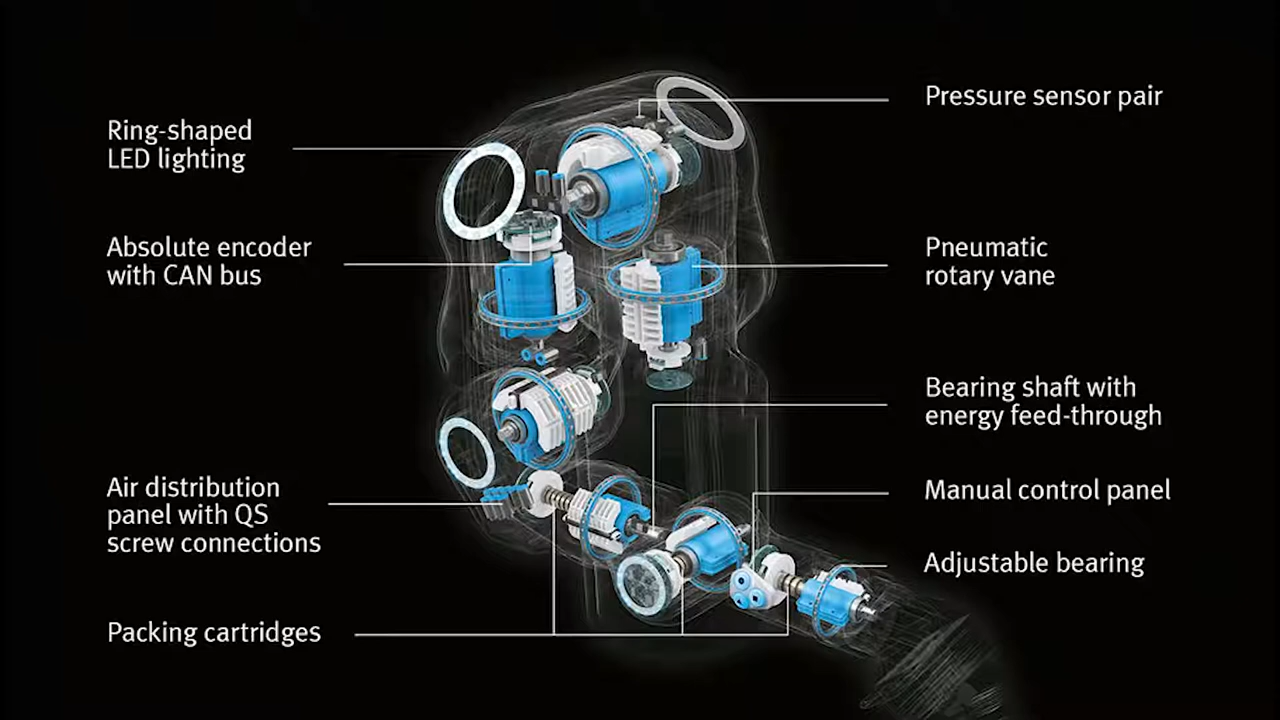 Ring-shaped
LED lighting
Absolute encoder
with CAN bus
Air distribution
panel with QS
screw connections
Packing cartridges
Pressure sensor pair
Pneumatic
rotary vane
Bearing shaft with
energy feed-through
Manual control panel
Adjustable bearing